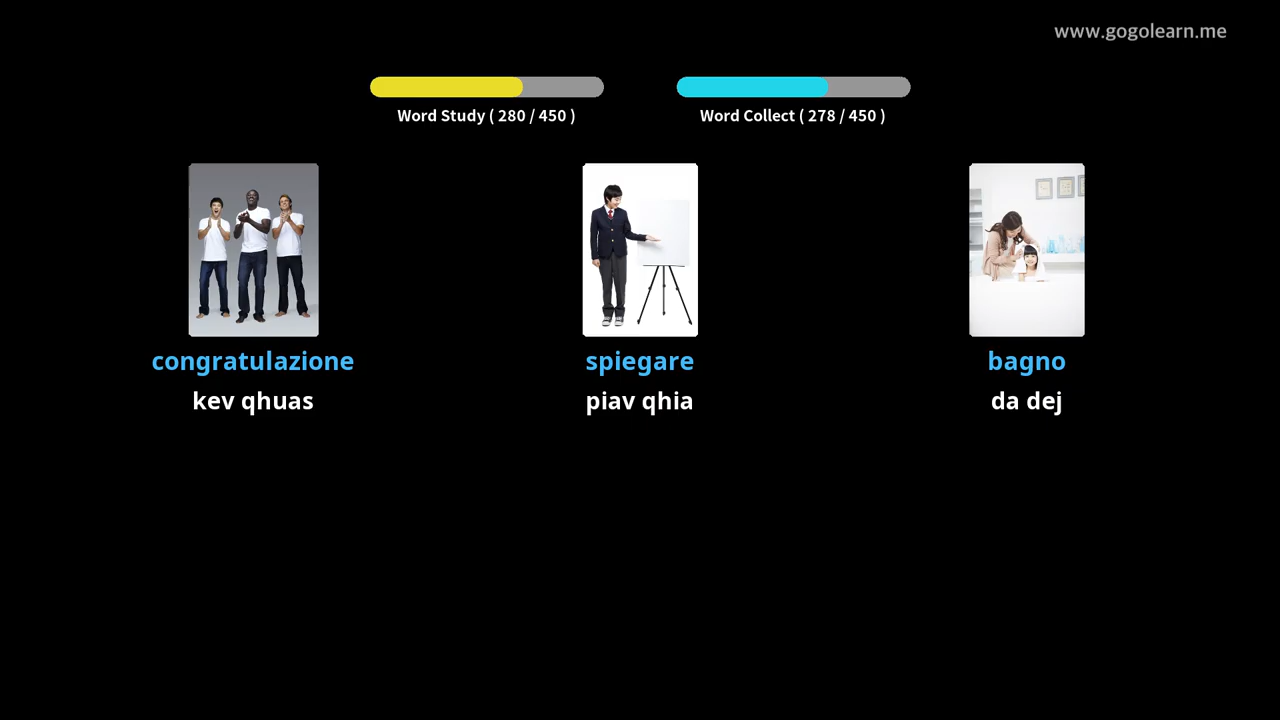 www.gogolearn.me
Word Study ( 280 / 450 )
Word Collect ( 278 / 450 )
congratulazione
spiegare
bagno
kev qhuas
piav qhia
da dej